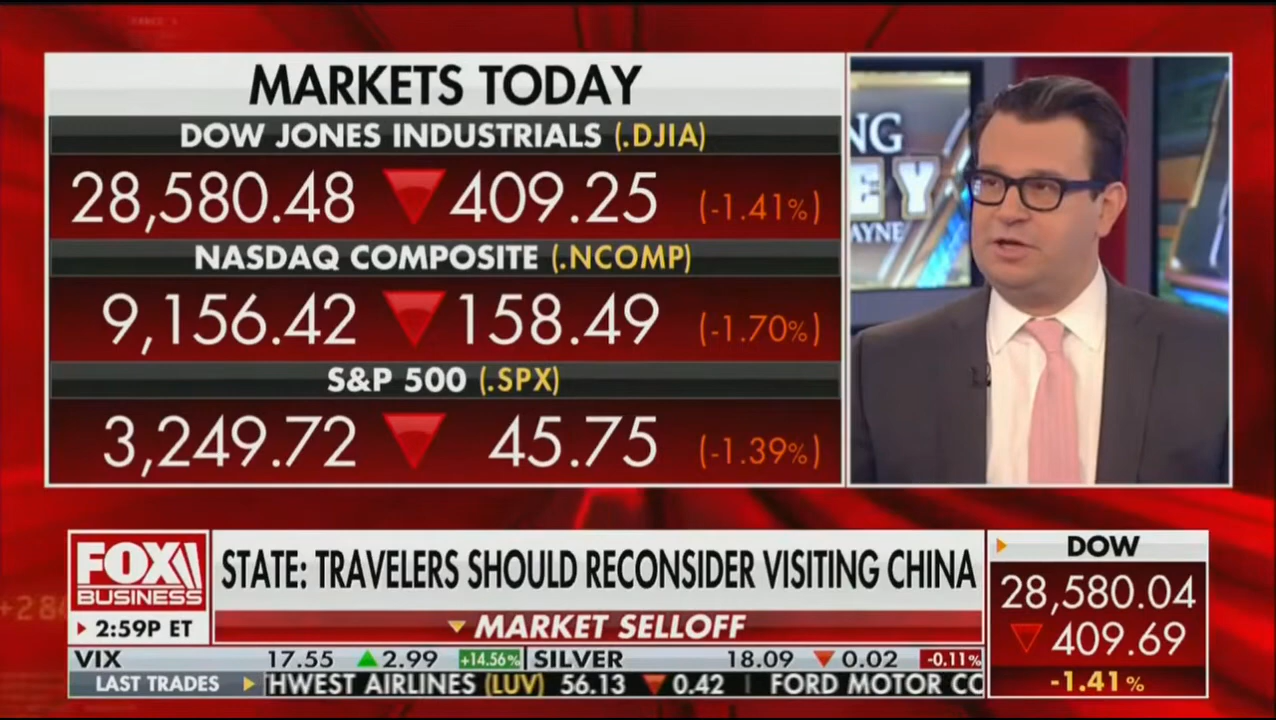 MARKETS TODAY
DOW JONES INDUSTRIALS (.DJIA)
28,580.48 ▼ 409.25 (-1.41%)
NASDAQ COMPOSITE (.NCOMP)
9,156.42 ▼ 158.49 (-1.70%)
S&P 500 (.SPX)
3,249.72 ▼ 45.75 (-1.39%)
NG
EY
AYNE
FOX
BUSINESS
2:59P ET
STATE: TRAVELERS SHOULD RECONSIDER VISITING CHINA
MARKET SELLOFF
DOW
28,580.04
▼ 409.69
-1.41%
VIX 17.55 ▲ 2.99 +14.56% SILVER 18.09 ▼ 0.02 -0.11%
LAST TRADES HWEST AIRLINES (LUV) 56.13 ▼ 0.42 FORD MOTOR CO